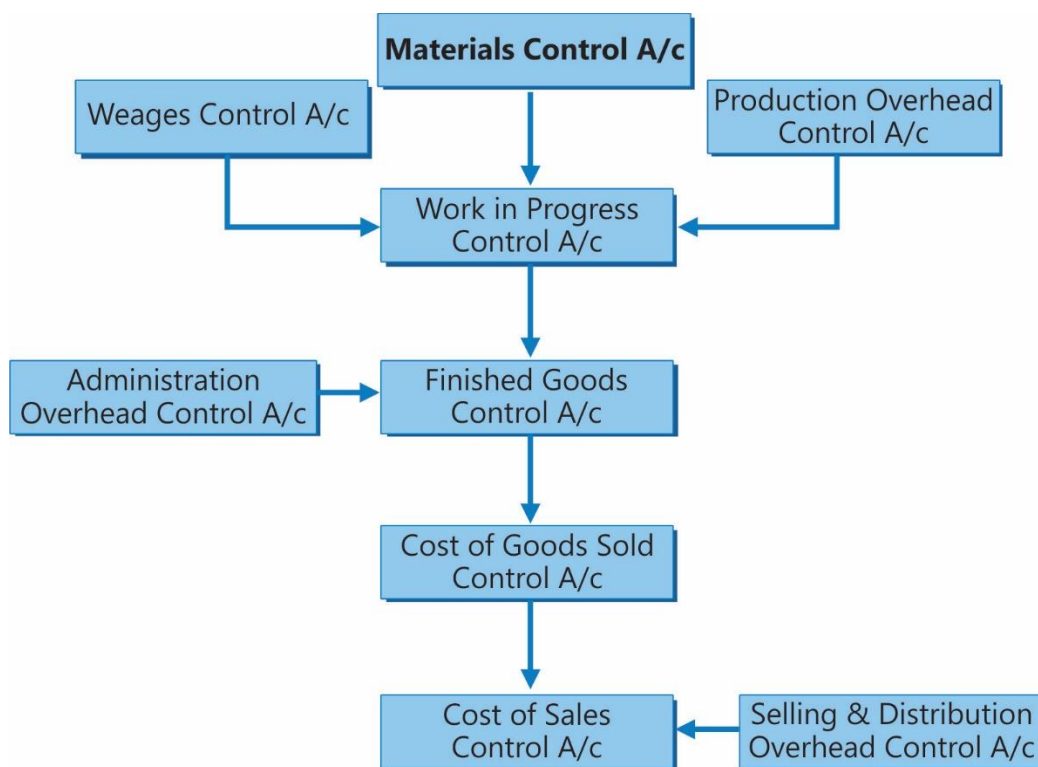 Materials Control A/c
Weages Control A/c
Production Overhead
Control A/c
Work in Progress
Control A/c
Administration
Overhead Control A/c
Finished Goods
Control A/c
Cost of Goods Sold
Control A/c
Cost of Sales
Control A/c
Selling & Distribution
Overhead Control A/c